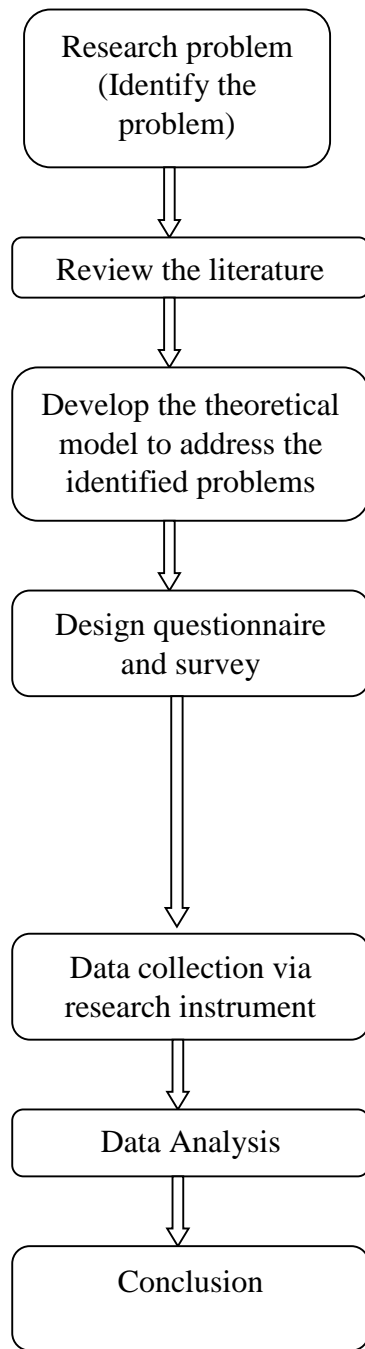 Research problem
(Identify the
problem)
Review the literature
Develop the theoretical
model to address the
identified problems
Design questionnaire
and survey
Data collection via
research instrument
Data Analysis
Conclusion